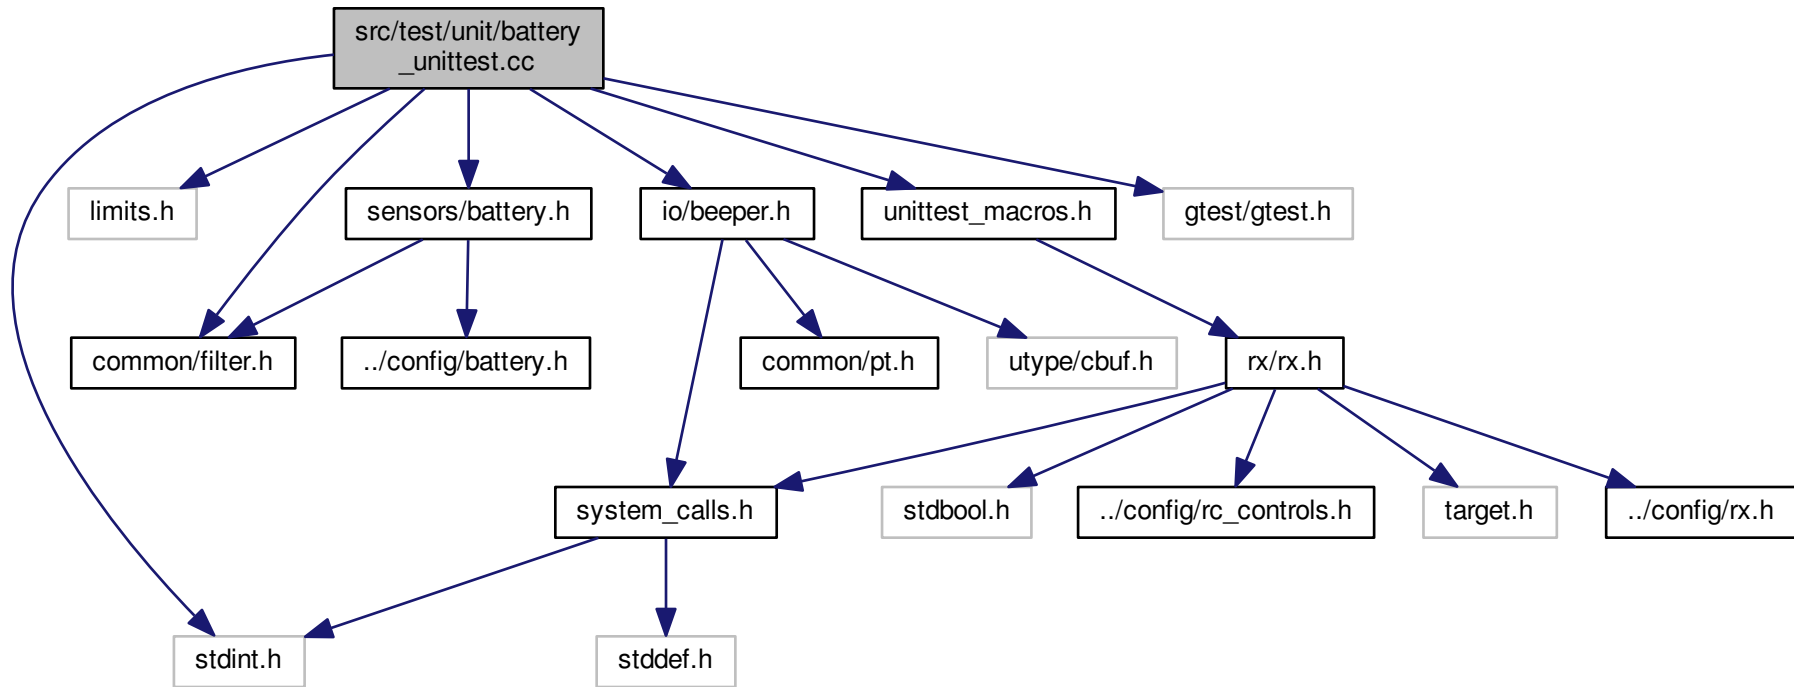 src/test/unit/battery
_unittest.cc
limits.h
sensors/battery.h
io/beeper.h
unittest_macros.h
gtest/gtest.h
common/filter.h
../config/battery.h
common/pt.h
utype/cbuf.h
rx/rx.h
system_calls.h
stdbool.h
../config/rc_controls.h
target.h
../config/rx.h
stdint.h
stddef.h